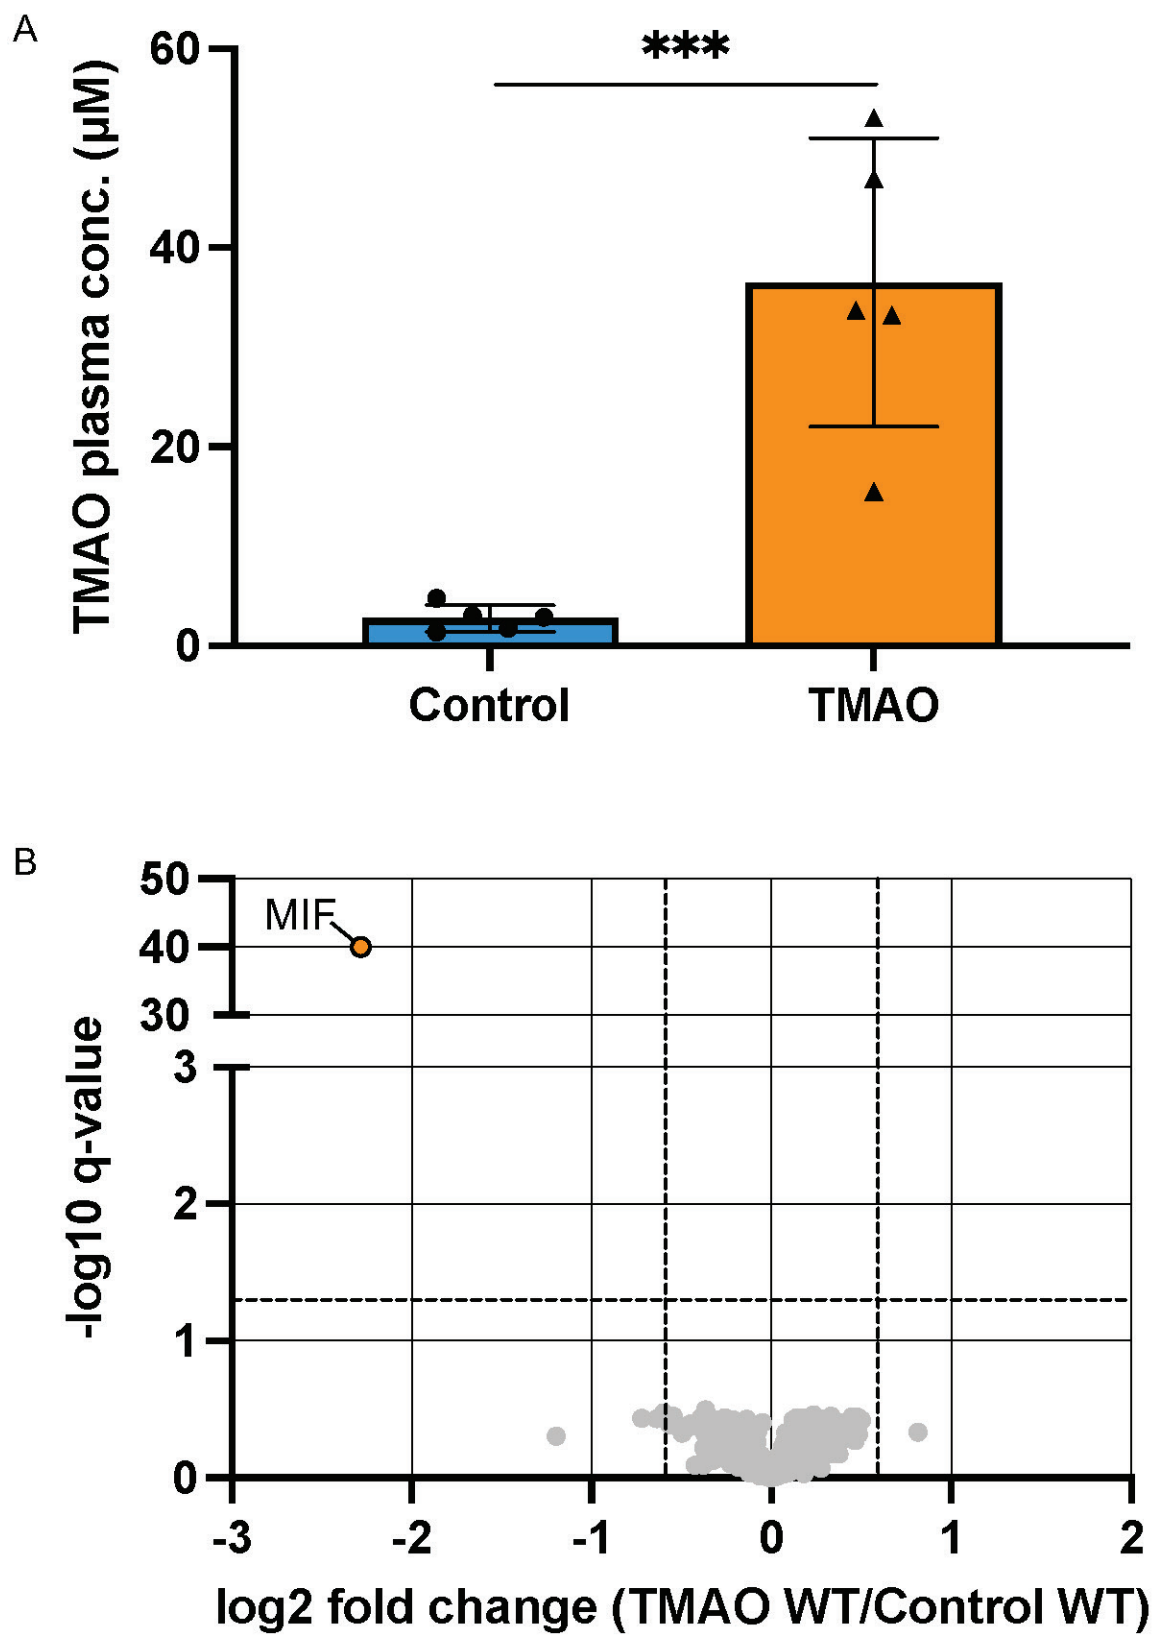 A
***
60
40
20
0
TMAO plasma conc. (µM)
Control TMAO
B
50
40
30
3
2
1
0
-log10 q-value
MIF
-3 -2 -1 0 1 2
log2 fold change (TMAO WT/Control WT)